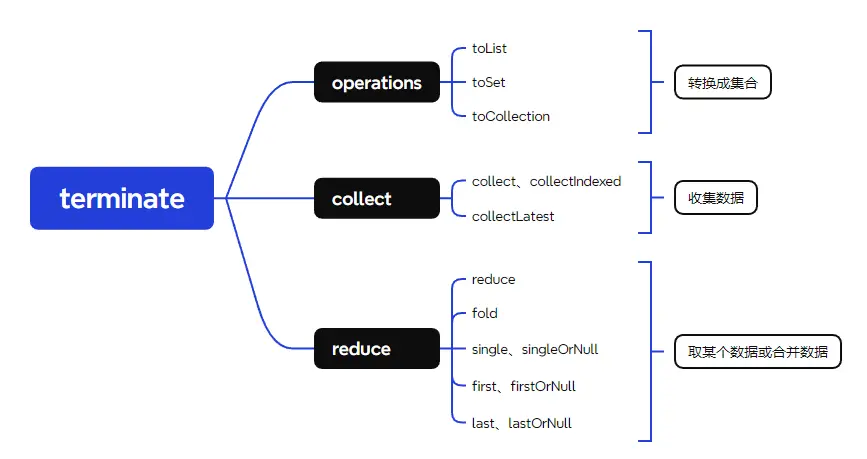 terminate
operations
toList
toSet
toCollection
转换成集合
collect
collect、collectIndexed
collectLatest
收集数据
reduce
reduce
fold
single、singleOrNull
first、firstOrNull
last、lastOrNull
取某个数据或合并数据